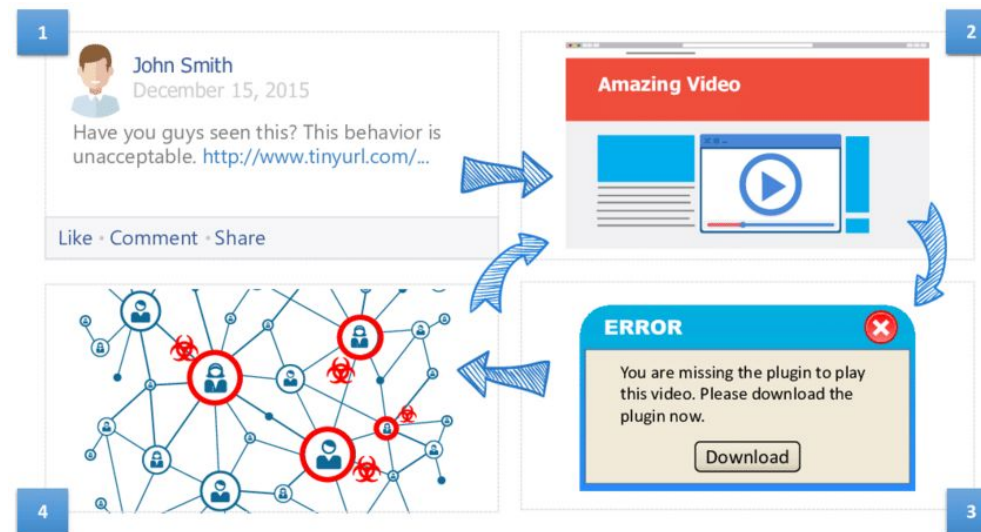 1
John Smith
December 15, 2015
Have you guys seen this? This behavior is
unacceptable. http://www.tinyurl.com/...
Like · Comment · Share
2
Amazing Video
ERROR
You are missing the plugin to play
this video. Please download the
plugin now.
Download
3
4